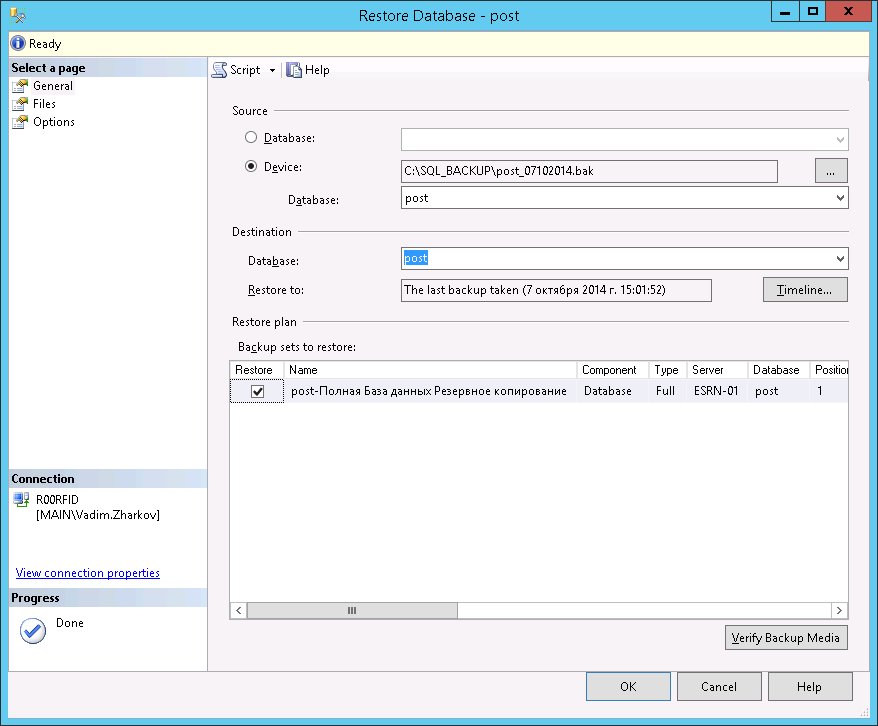 Restore Database - post
Ready
Select a page
General
Files
Options
Script
Help
Source
Database:
Device:
C:\SQL_BACKUP\post_07102014.bak
...
Database:
post
Destination
Database:
post
Restore to:
The last backup taken (7 октября 2014 г. 15:01:52)
Timeline...
Restore plan
Backup sets to restore:
Restore Name Component Type Server Database Position
post-Полная База данных Резервное копирование Database Full ESRN-01 post 1
Connection
R00RFID
[MAIN\Vadim.Zharkov]
View connection properties
Progress
Done
Verify Backup Media
OK
Cancel
Help